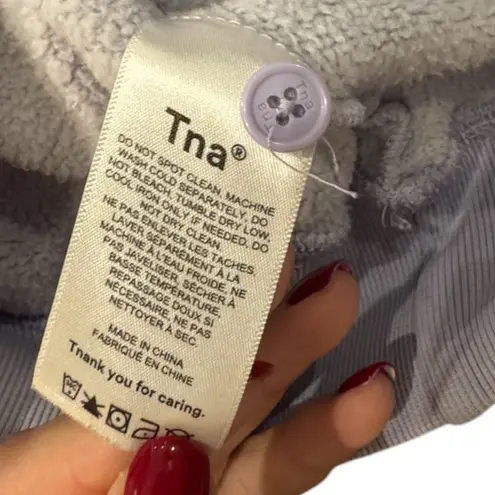 Tna®
DO NOT SPOT CLEAN. MACHINE
WASH COLD SEPARATELY. DO
NOT BLEACH. TUMBLE DRY LOW.
COOL IRON ONLY IF NEEDED. DO
NOT DRY CLEAN.
NE PAS ENLEVER LES TACHES.
LAVER SÉPARÉMENT À LA
MACHINE À L'EAU FROIDE. NE
PAS JAVELISER. SÉCHER À
BASSE TEMPÉRATURE.
REPASSAGE DOUX SI
NÉCESSAIRE. NE PAS
NETTOYER À SEC.
MADE IN CHINA
FABRIQUÉ EN CHINE
Thank you for caring.
Tna
Tna